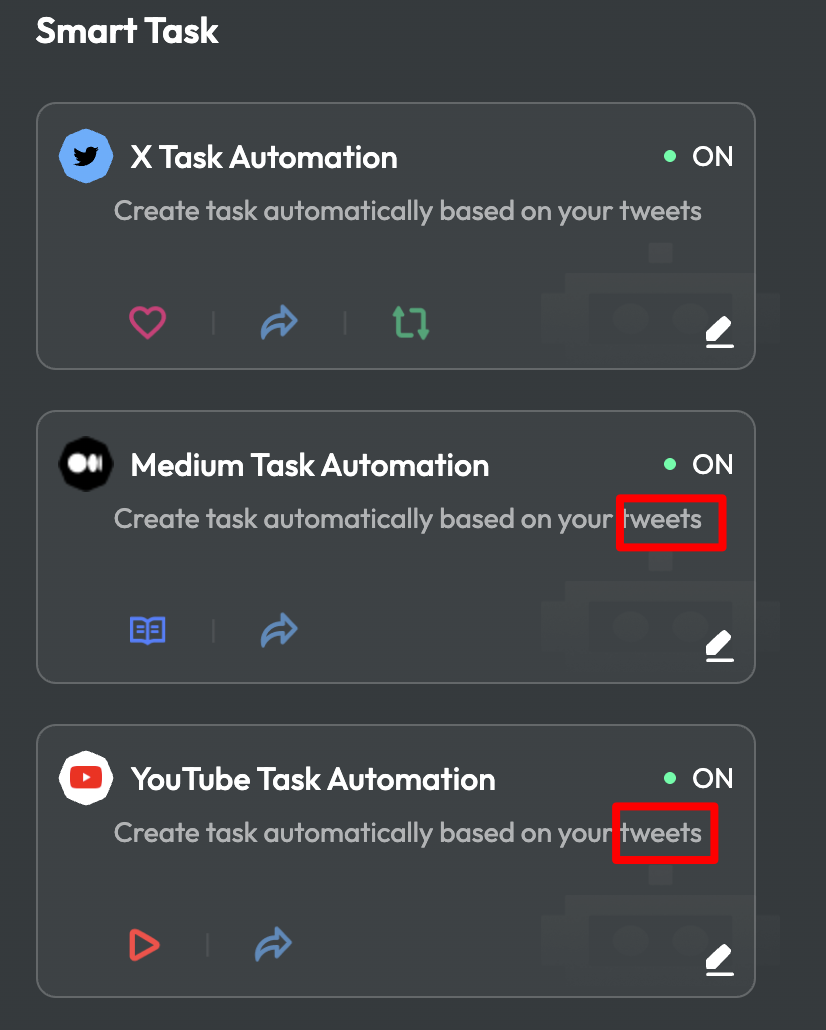 Smart Task
X Task Automation
ON
Create task automatically based on your tweets
Medium Task Automation
ON
Create task automatically based on your tweets
YouTube Task Automation
ON
Create task automatically based on your tweets